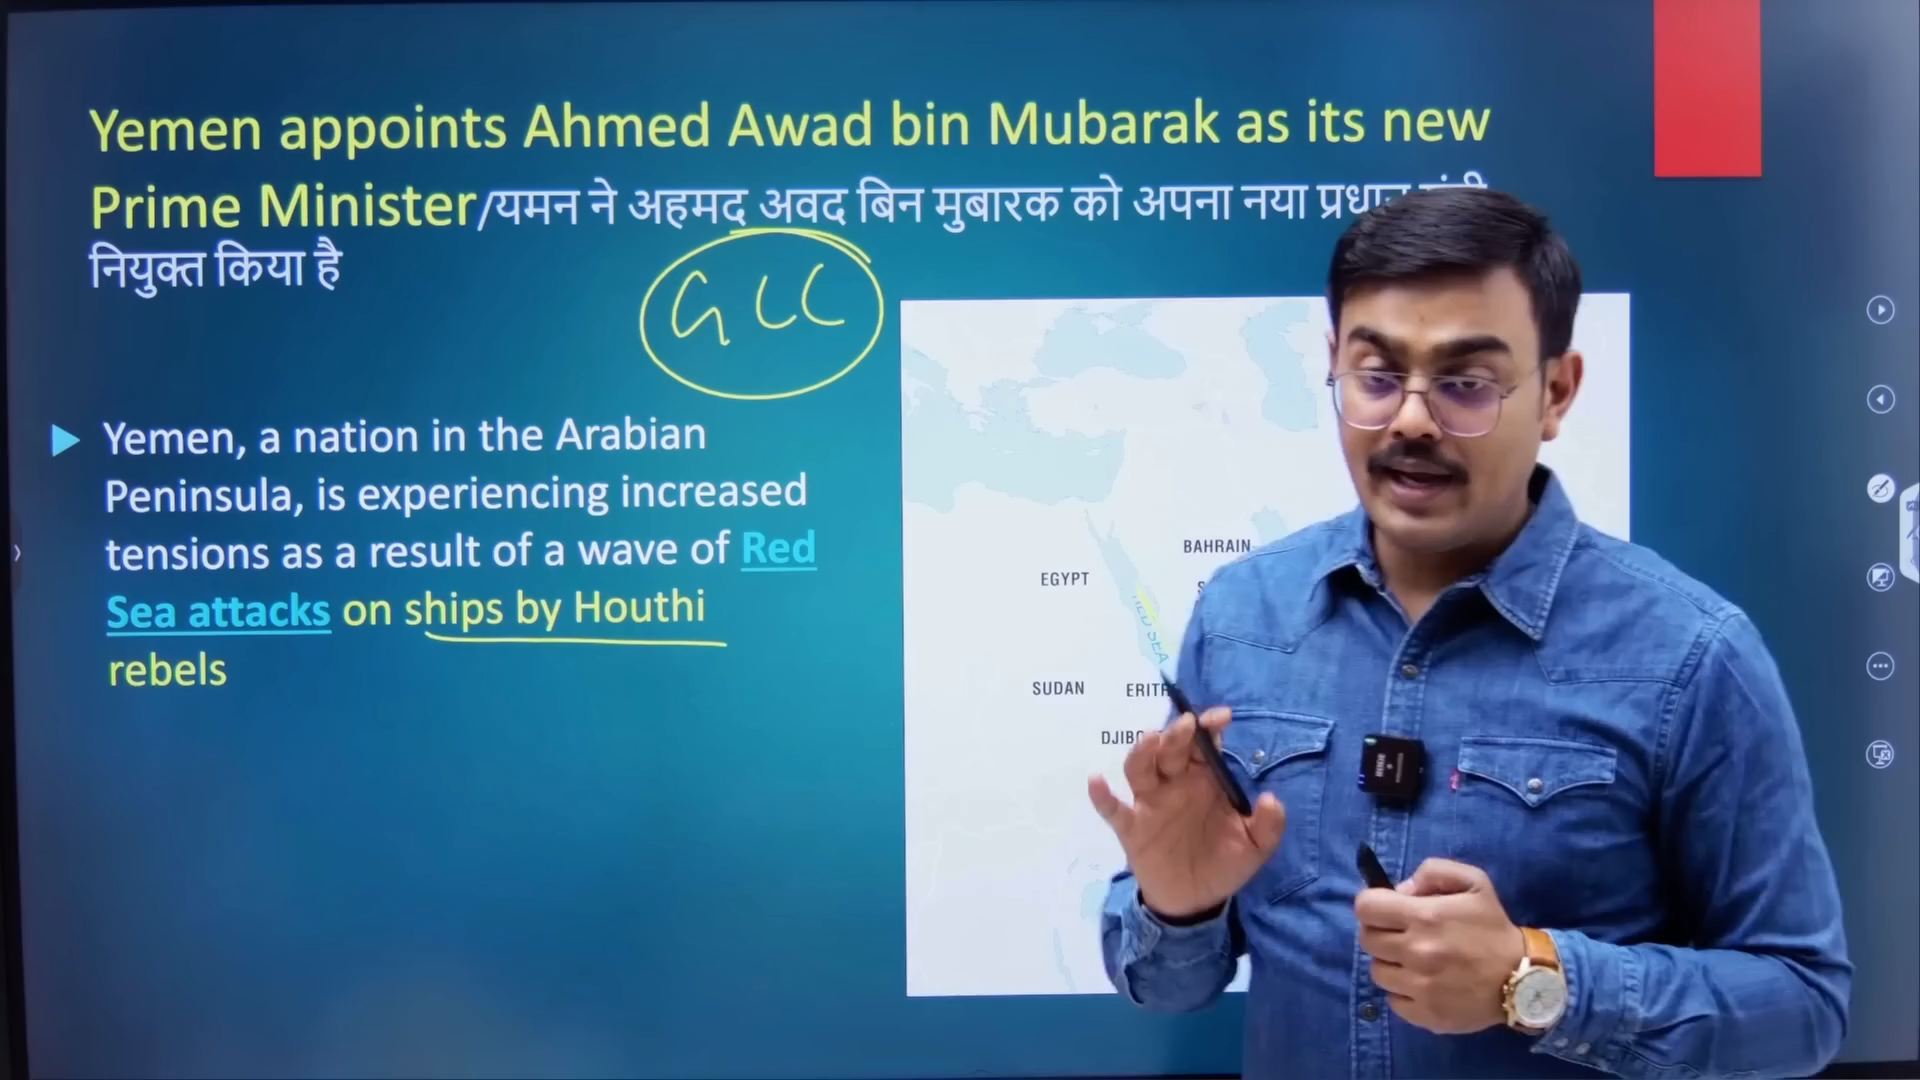 Yemen appoints Ahmed Awad bin Mubarak as its new
Prime Minister/यमन ने अहमद अवद बिन मुबारक को अपना नया
नियुक्त किया है
GCC
Yemen, a nation in the Arabian
Peninsula, is experiencing increased
tensions as a result of a wave of Red
Sea attacks on ships by Houthi
rebels
BAHRAIN
EGYPT
RED SEA
SUDAN